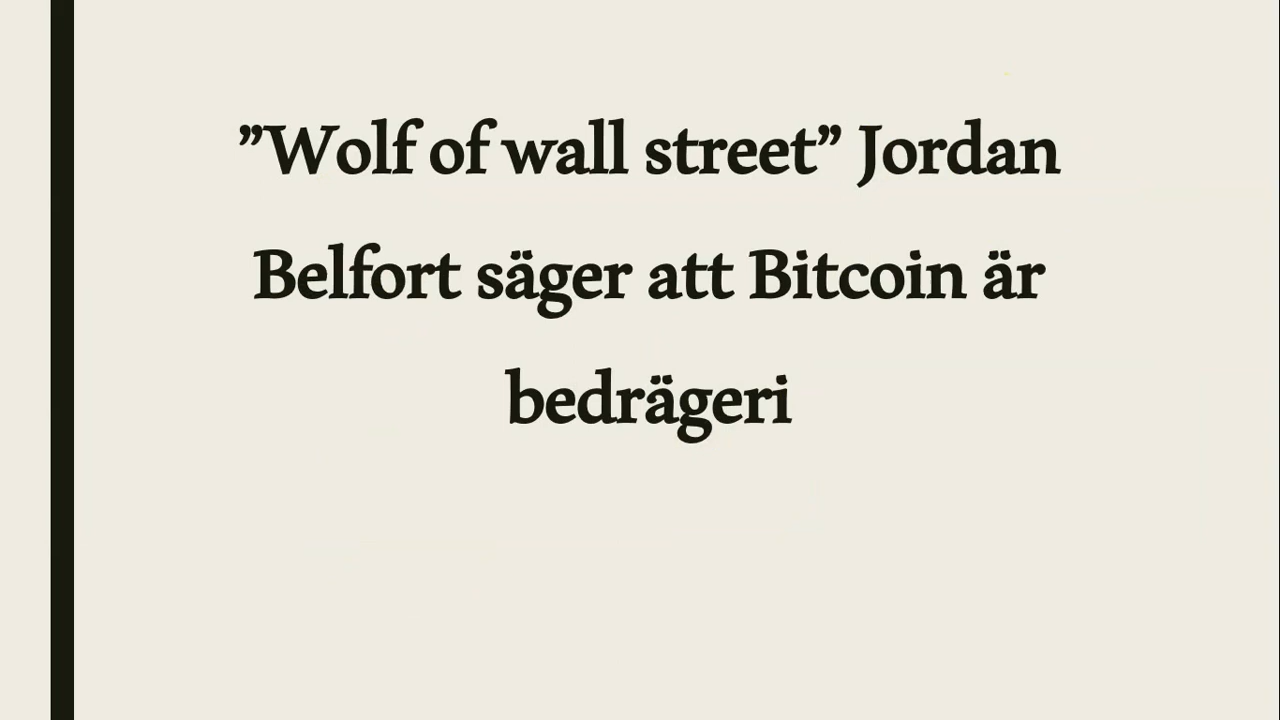 ”Wolf of wall street” Jordan
Belfort säger att Bitcoin är
bedrägeri